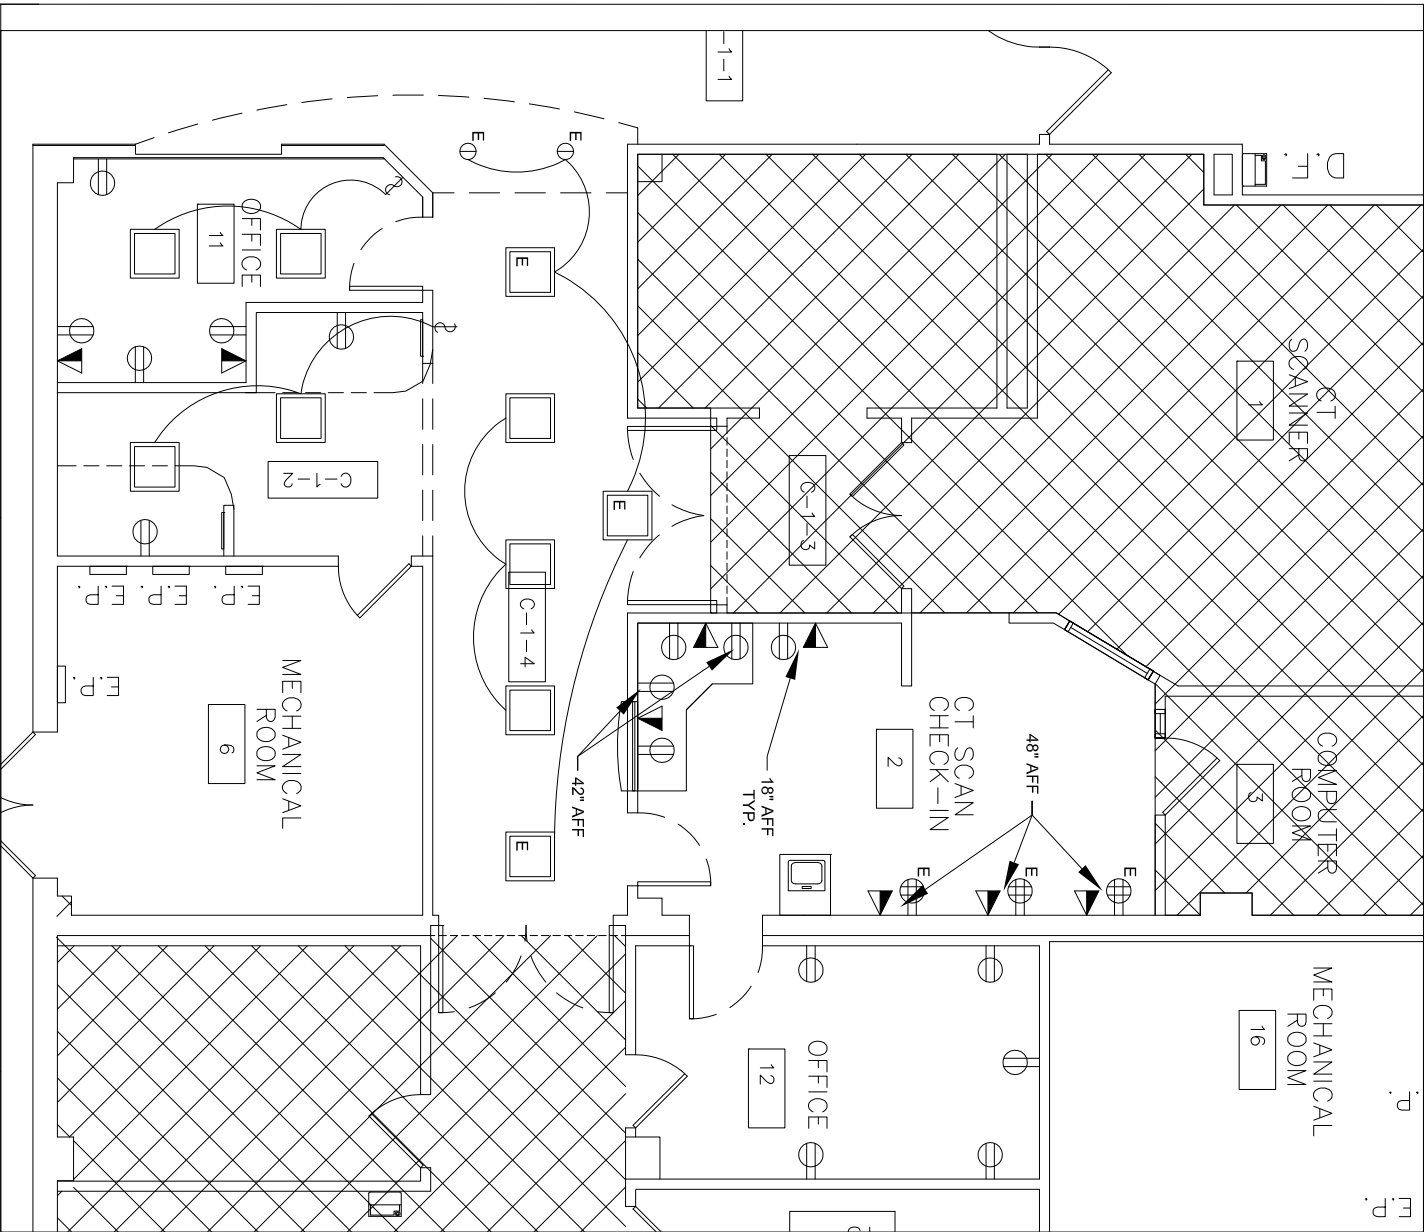 -1-1
D.F.
E
E
OFFICE
11
E
CT
SCANNER
1
C-1-3
C-1-2
E
E.P.
E.P.
E.P.
E.P.
C-1-4
MECHANICAL
ROOM
6
CT SCAN
CHECK-IN
2
COMPUTER
ROOM
3
48" AFF
18" AFF
TYP.
42" AFF
E
E
E
E
MECHANICAL
ROOM
16
OFFICE
12
.P.
E.P.